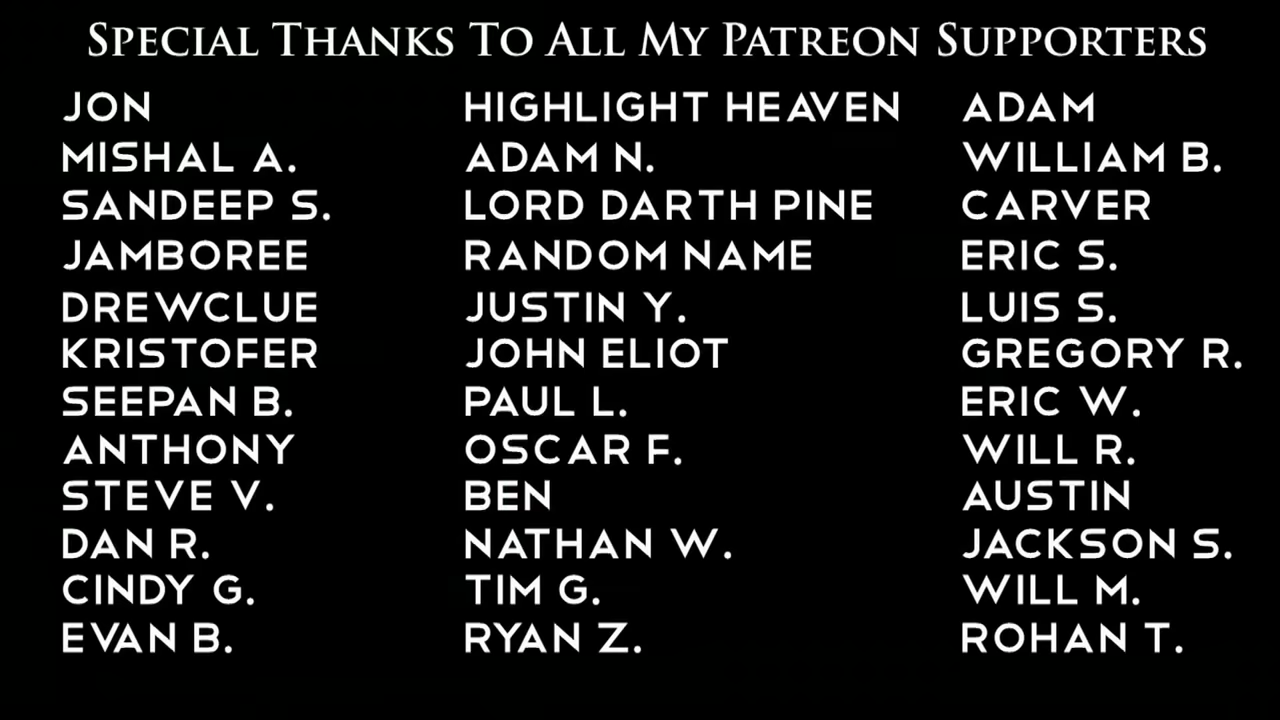 Special Thanks To All My Patreon Supporters
JON
MISHAL A.
SANDEEP S.
JAMBOREE
DREWCLUE
KRISTOFER
SEEPAN B.
ANTHONY
STEVE V.
DAN R.
CINDY G.
EVAN B.
HIGHLIGHT HEAVEN
ADAM N.
LORD DARTH PINE
RANDOM NAME
JUSTIN Y.
JOHN ELIOT
PAUL L.
OSCAR F.
BEN
NATHAN W.
TIM G.
RYAN Z.
ADAM
WILLIAM B.
CARVER
ERIC S.
LUIS S.
GREGORY R.
ERIC W.
WILL R.
AUSTIN
JACKSON S.
WILL M.
ROHAN T.